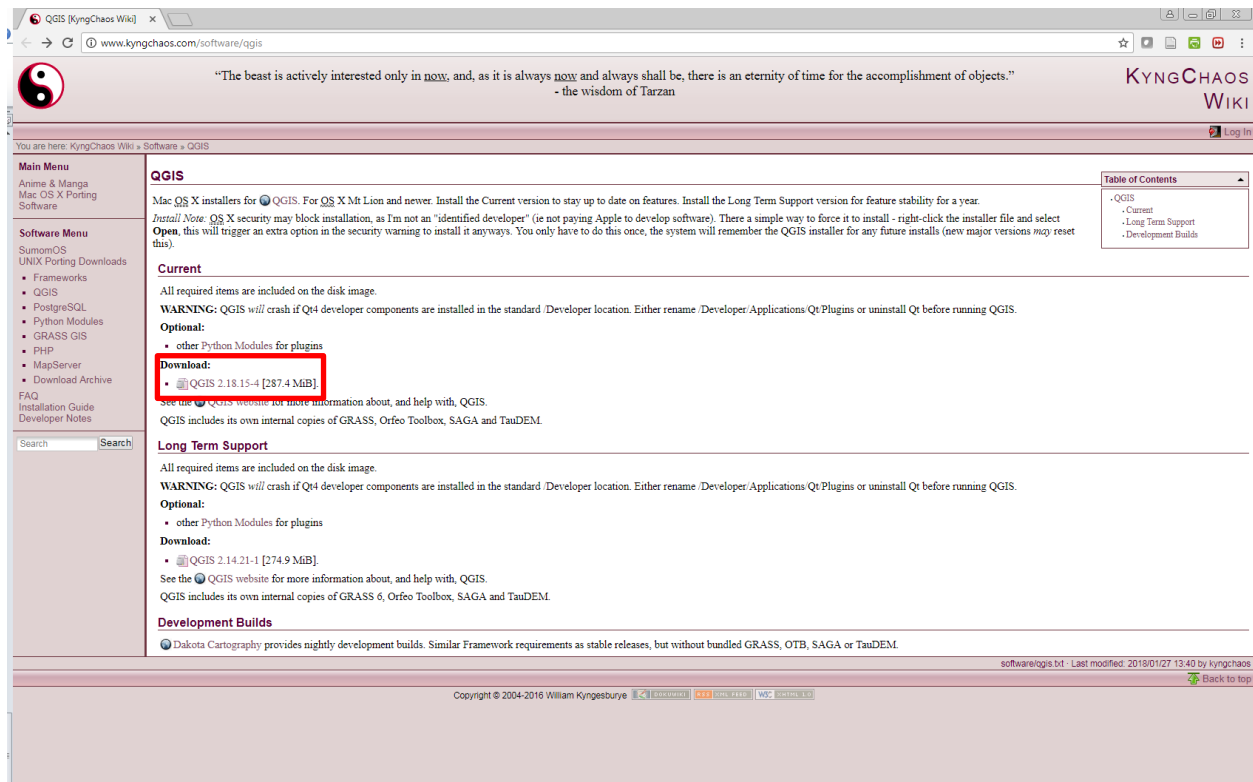 QGIS [KyngChaos Wiki]
www.kyngchaos.com/software/qgis
“The beast is actively interested only in now, and, as it is always now and always shall be, there is an eternity of time for the accomplishment of objects.”
- the wisdom of Tarzan
KYNGCHAOS
WIKI
Log In
You are here: KyngChaos Wiki » Software » QGIS
Main Menu
Anime & Manga
Mac OS X Porting
Software
Software Menu
SumomOS
UNIX Porting Downloads
Frameworks
QGIS
PostgreSQL
Python Modules
GRASS GIS
PHP
MapServer
Download Archive
FAQ
Installation Guide
Developer Notes
Search
Search
QGIS
Mac OS X installers for QGIS. For OS X Mt Lion and newer. Install the Current version to stay up to date on features. Install the Long Term Support version for feature stability for a year.
Install Note: OS X security may block installation, as I'm not an "identified developer" (ie not paying Apple to develop software). There a simple way to force it to install - right-click the installer file and select
Open, this will trigger an extra option in the security warning to install it anyways. You only have to do this once, the system will remember the QGIS installer for any future installs (new major versions may reset
this).
Table of Contents
QGIS
Current
Long Term Support
Development Builds
Current
All required items are included on the disk image.
WARNING: QGIS will crash if Qt4 developer components are installed in the standard /Developer location. Either rename /Developer/Applications/Qt/Plugins or uninstall Qt before running QGIS.
Optional:
other Python Modules for plugins
Download:
QGIS 2.18.15-4 [287.4 MiB].
See the QGIS website for more information about, and help with, QGIS.
QGIS includes its own internal copies of GRASS, Orfeo Toolbox, SAGA and TauDEM.
Long Term Support
All required items are included on the disk image.
WARNING: QGIS will crash if Qt4 developer components are installed in the standard /Developer location. Either rename /Developer/Applications/Qt/Plugins or uninstall Qt before running QGIS.
Optional:
other Python Modules for plugins
Download:
QGIS 2.14.21-1 [274.9 MiB].
See the QGIS website for more information about, and help with, QGIS.
QGIS includes its own internal copies of GRASS 6, Orfeo Toolbox, SAGA and TauDEM.
Development Builds
Dakota Cartography provides nightly development builds. Similar Framework requirements as stable releases, but without bundled GRASS, OTB, SAGA or TauDEM.
software/qgis.txt · Last modified: 2018/01/27 13:40 by kyngchaos
Back to top
Copyright © 2004-2016 William Kyngesburye DOKUWIKI RSS XML FEED W3C XHTML 1.0